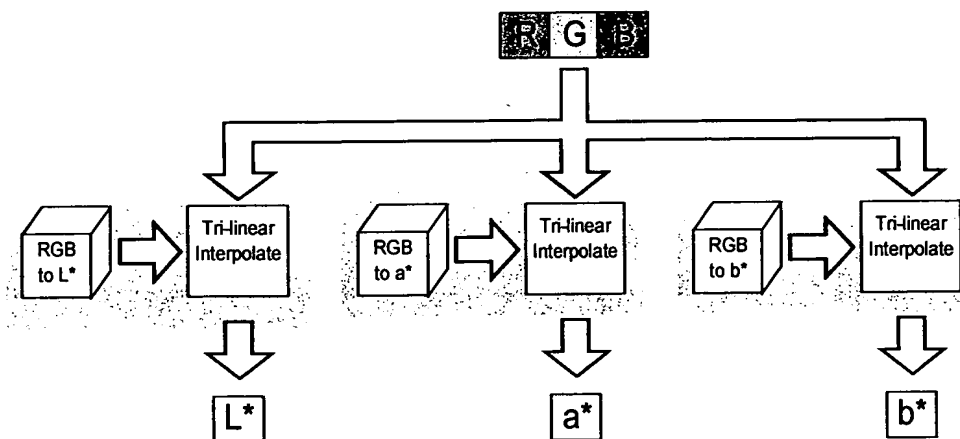 R G B
RGB
to L*
Tri-linear
Interpolate
RGB
to a*
Tri-linear
Interpolate
RGB
to b*
Tri-linear
Interpolate
L*
a*
b*